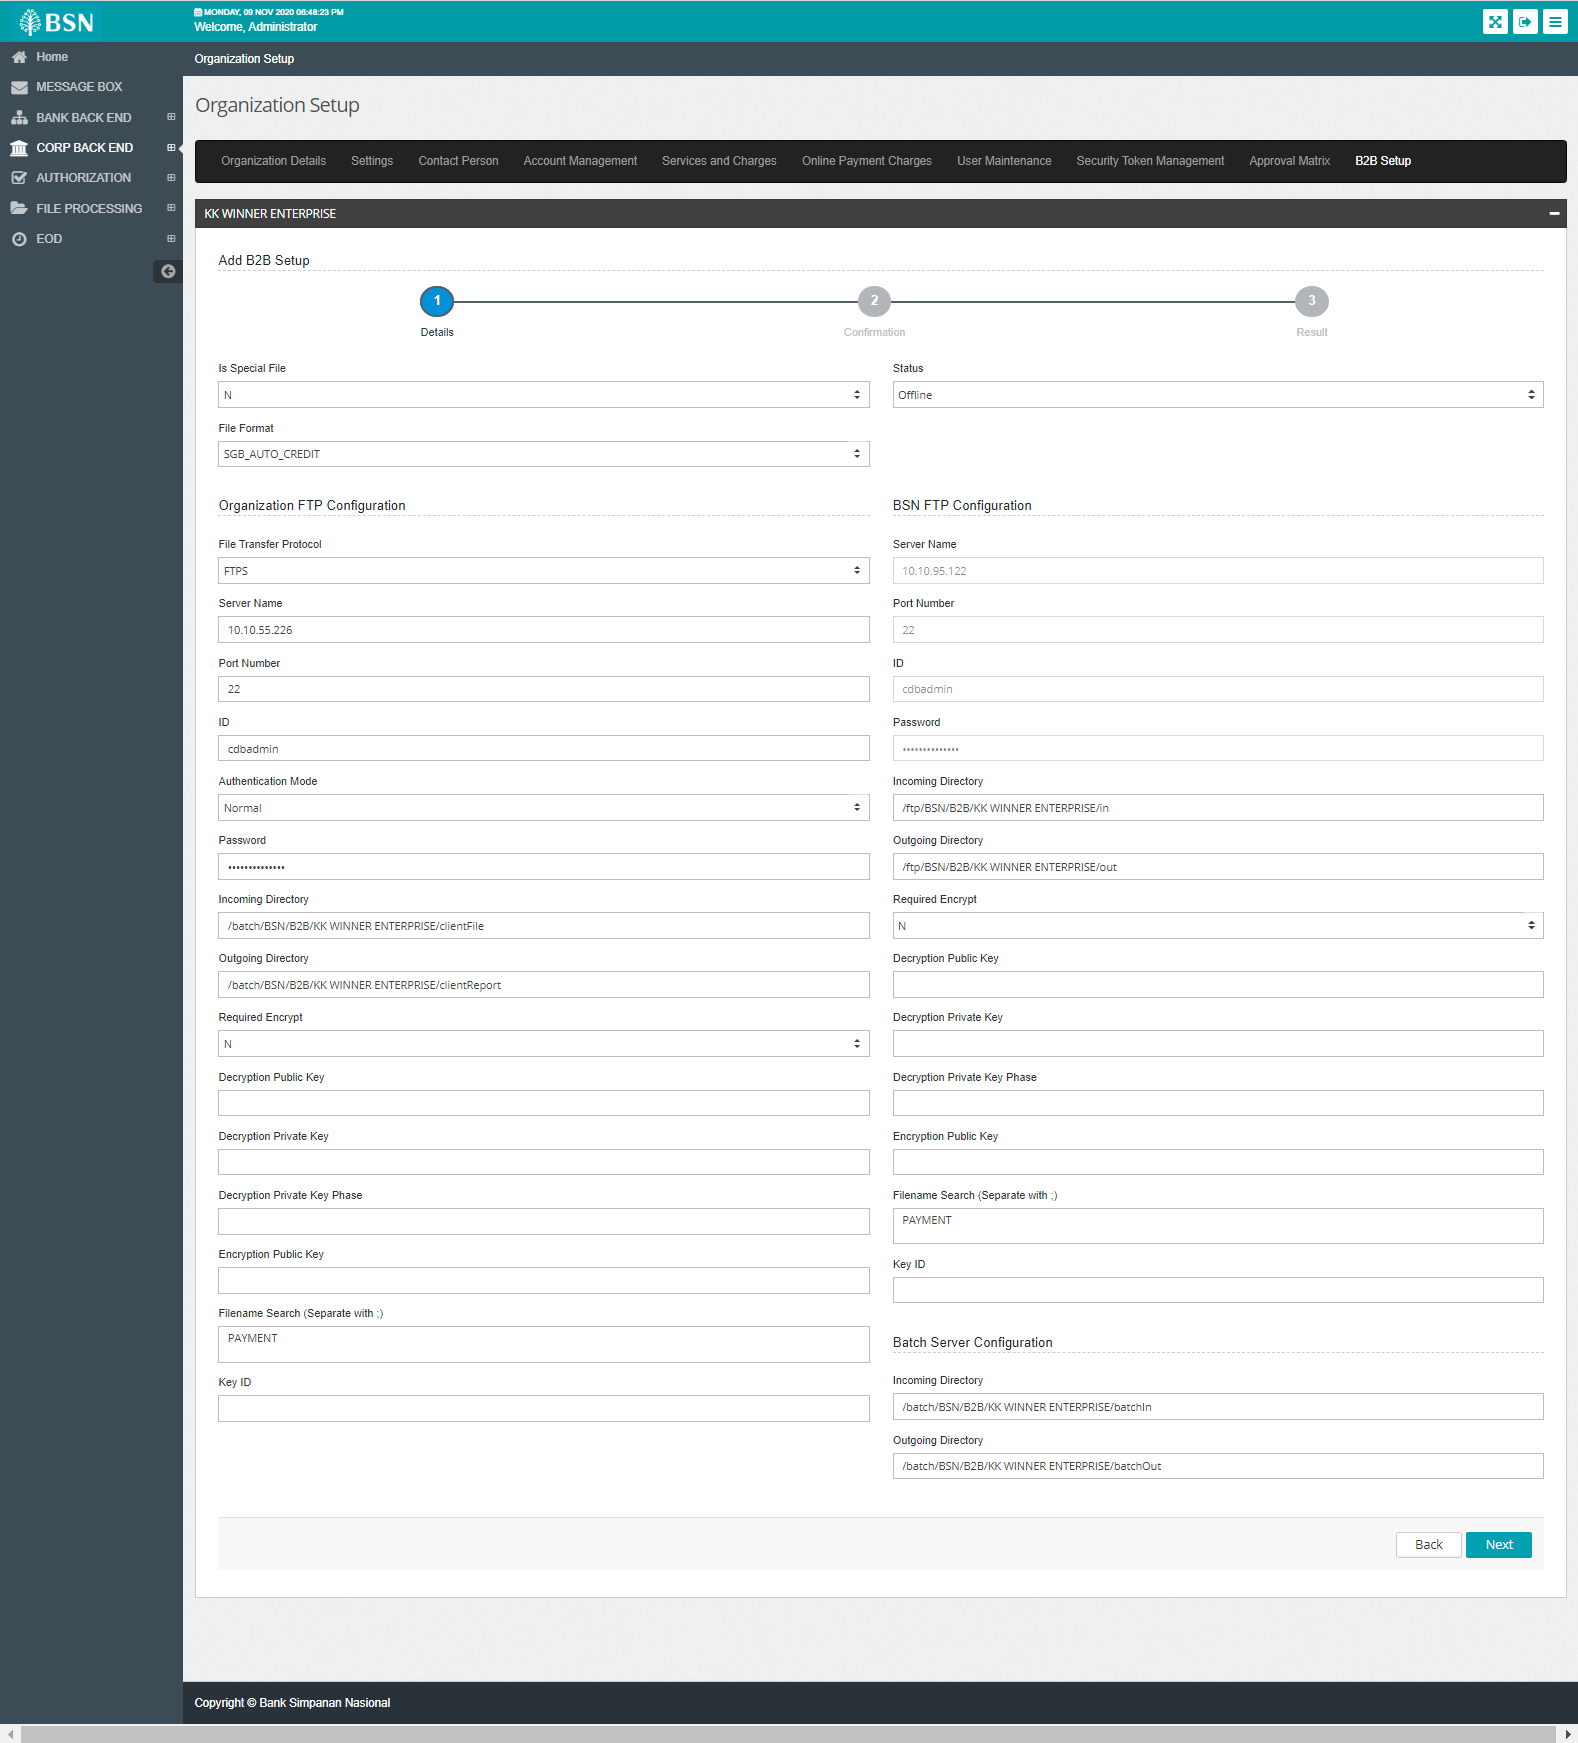 BSN
MONDAY, 09 NOV 2020 06:48:23 PM
Welcome, Administrator
Home
MESSAGE BOX
BANK BACK END
CORP BACK END
AUTHORIZATION
FILE PROCESSING
EOD
Organization Setup
Organization Setup
Organization Details Settings Contact Person Account Management Services and Charges Online Payment Charges User Maintenance Security Token Management Approval Matrix B2B Setup
KK WINNER ENTERPRISE
Add B2B Setup
1 2 3
Details Confirmation Result
Is Special File
N
Status
Offline
File Format
SGB_AUTO_CREDIT
Organization FTP Configuration
File Transfer Protocol
FTPS
Server Name
10.10.55.226
Port Number
22
ID
cdbadmin
Authentication Mode
Normal
Password
••••••••••••••
Incoming Directory
/batch/BSN/B2B/KK WINNER ENTERPRISE/clientFile
Outgoing Directory
/batch/BSN/B2B/KK WINNER ENTERPRISE/clientReport
Required Encrypt
N
Decryption Public Key
Decryption Private Key
Decryption Private Key Phase
Encryption Public Key
Filename Search (Separate with ;)
PAYMENT
Key ID
BSN FTP Configuration
Server Name
10.10.95.122
Port Number
22
ID
cdbadmin
Password
••••••••••••••
Incoming Directory
/ftp/BSN/B2B/KK WINNER ENTERPRISE/in
Outgoing Directory
/ftp/BSN/B2B/KK WINNER ENTERPRISE/out
Required Encrypt
N
Decryption Public Key
Decryption Private Key
Decryption Private Key Phase
Encryption Public Key
Filename Search (Separate with ;)
PAYMENT
Key ID
Batch Server Configuration
Incoming Directory
/batch/BSN/B2B/KK WINNER ENTERPRISE/batchIn
Outgoing Directory
/batch/BSN/B2B/KK WINNER ENTERPRISE/batchOut
Back Next
Copyright © Bank Simpanan Nasional